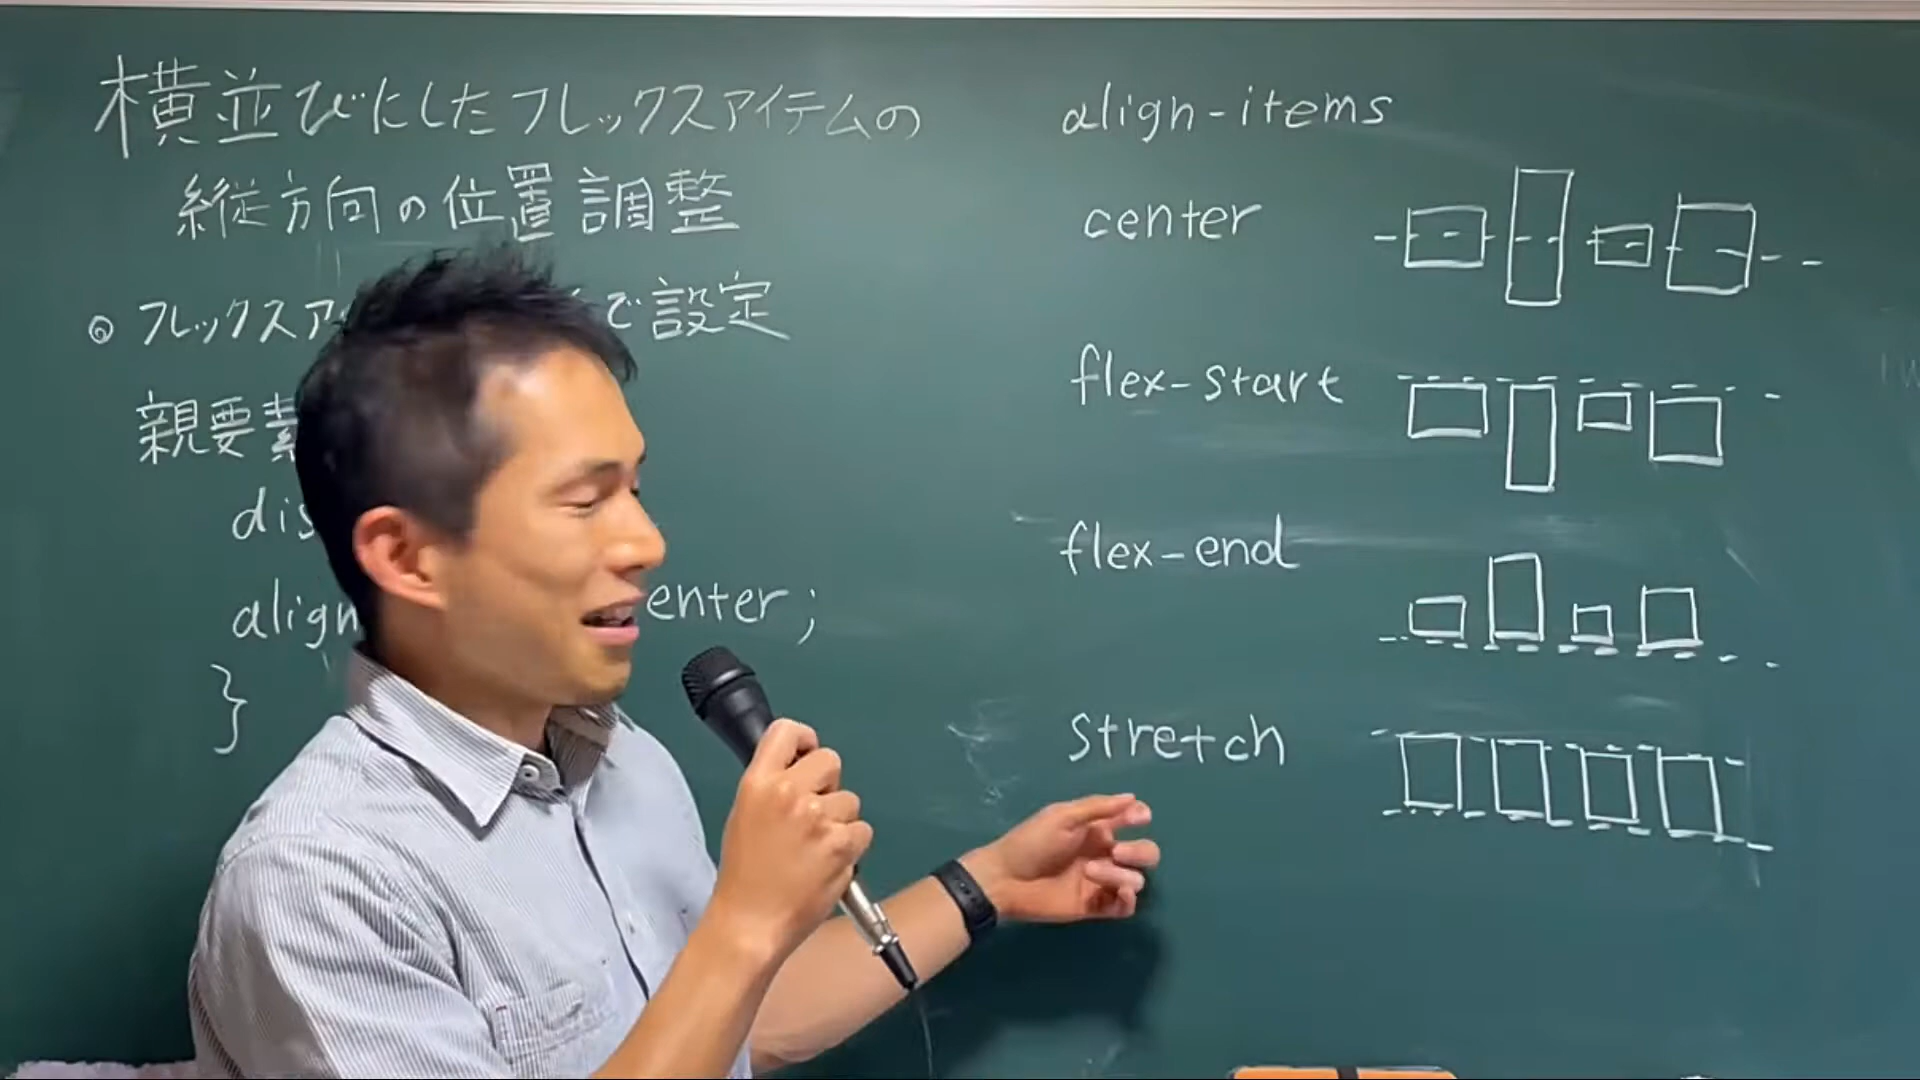 横並びにしたフレックスアイテムの
縦方向の位置調整
◎ フレックスア で設定
親要素
dis
align enter;
}
align-items
center
flex-start
flex-end
stretch